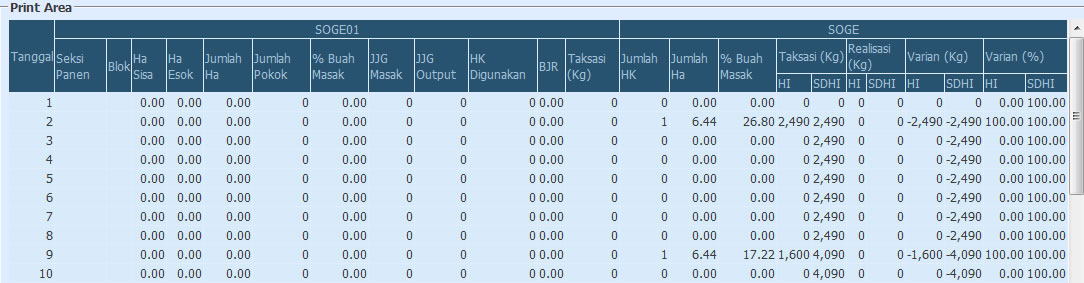 Print Area
Tanggal SOGE01 SOGE
Seksi Panen Blok Ha Sisa Ha Esok Jumlah Ha Jumlah Pokok % Buah Masak JJG Masak JJG Output HK Digunakan BJR Taksasi (Kg) Jumlah HK Jumlah Ha % Buah Masak Taksasi (Kg) Realisasi (Kg) Varian (Kg) Varian (%)
HI SDHI HI SDHI HI SDHI HI SDHI
1 0.00 0.00 0.00 0 0.00 0 0 0 0.00 0 0 0.00 0.00 0 0 0 0 0 0 0.00 100.00
2 0.00 0.00 0.00 0 0.00 0 0 0 0.00 0 1 6.44 26.80 2,490 2,490 0 0 -2,490 -2,490 100.00 100.00
3 0.00 0.00 0.00 0 0.00 0 0 0 0.00 0 0 0.00 0.00 0 2,490 0 0 0 -2,490 0.00 100.00
4 0.00 0.00 0.00 0 0.00 0 0 0 0.00 0 0 0.00 0.00 0 2,490 0 0 0 -2,490 0.00 100.00
5 0.00 0.00 0.00 0 0.00 0 0 0 0.00 0 0 0.00 0.00 0 2,490 0 0 0 -2,490 0.00 100.00
6 0.00 0.00 0.00 0 0.00 0 0 0 0.00 0 0 0.00 0.00 0 2,490 0 0 0 -2,490 0.00 100.00
7 0.00 0.00 0.00 0 0.00 0 0 0 0.00 0 0 0.00 0.00 0 2,490 0 0 0 -2,490 0.00 100.00
8 0.00 0.00 0.00 0 0.00 0 0 0 0.00 0 0 0.00 0.00 0 2,490 0 0 0 -2,490 0.00 100.00
9 0.00 0.00 0.00 0 0.00 0 0 0 0.00 0 1 6.44 17.22 1,600 4,090 0 0 -1,600 -4,090 100.00 100.00
10 0.00 0.00 0.00 0 0.00 0 0 0 0.00 0 0 0.00 0.00 0 4,090 0 0 0 -4,090 0.00 100.00